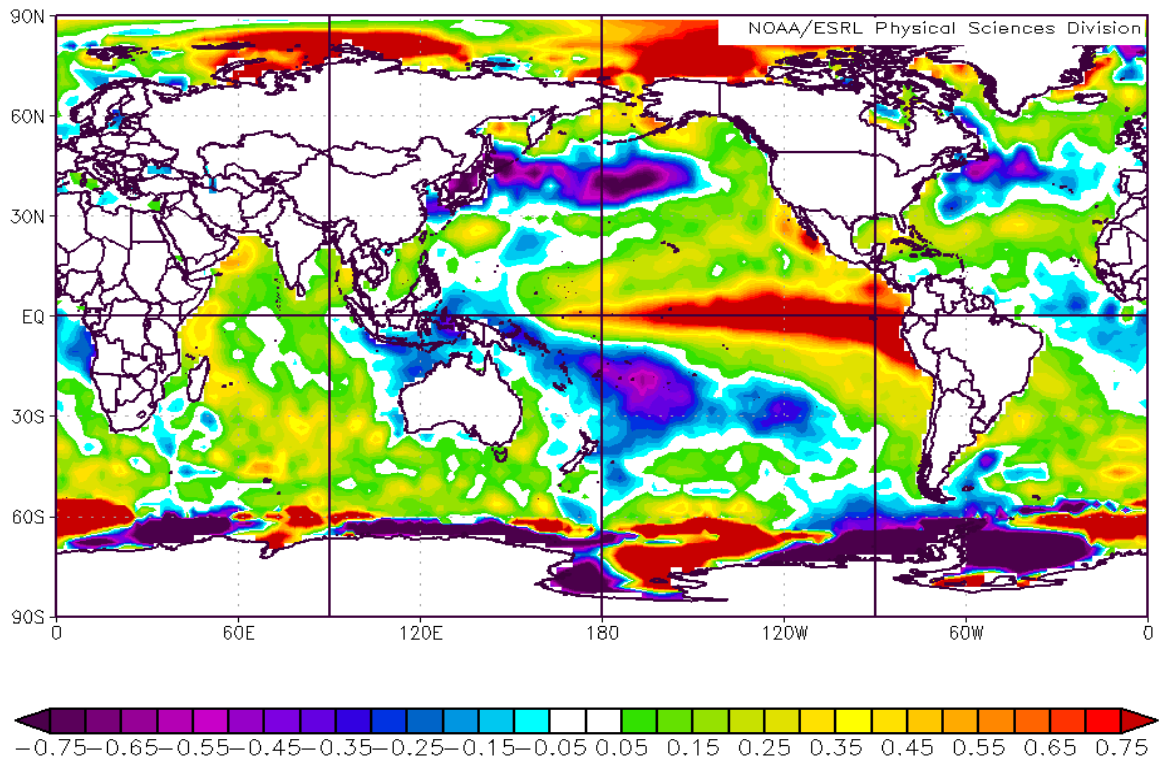 90N
NOAA/ESRL Physical Sciences Division
60N
30N
EQ
30S
60S
90S
0 60E 120E 180 120W 60W 0
−0.75 −0.65 −0.55 −0.45 −0.35 −0.25 −0.15 −0.05 0.05 0.15 0.25 0.35 0.45 0.55 0.65 0.75